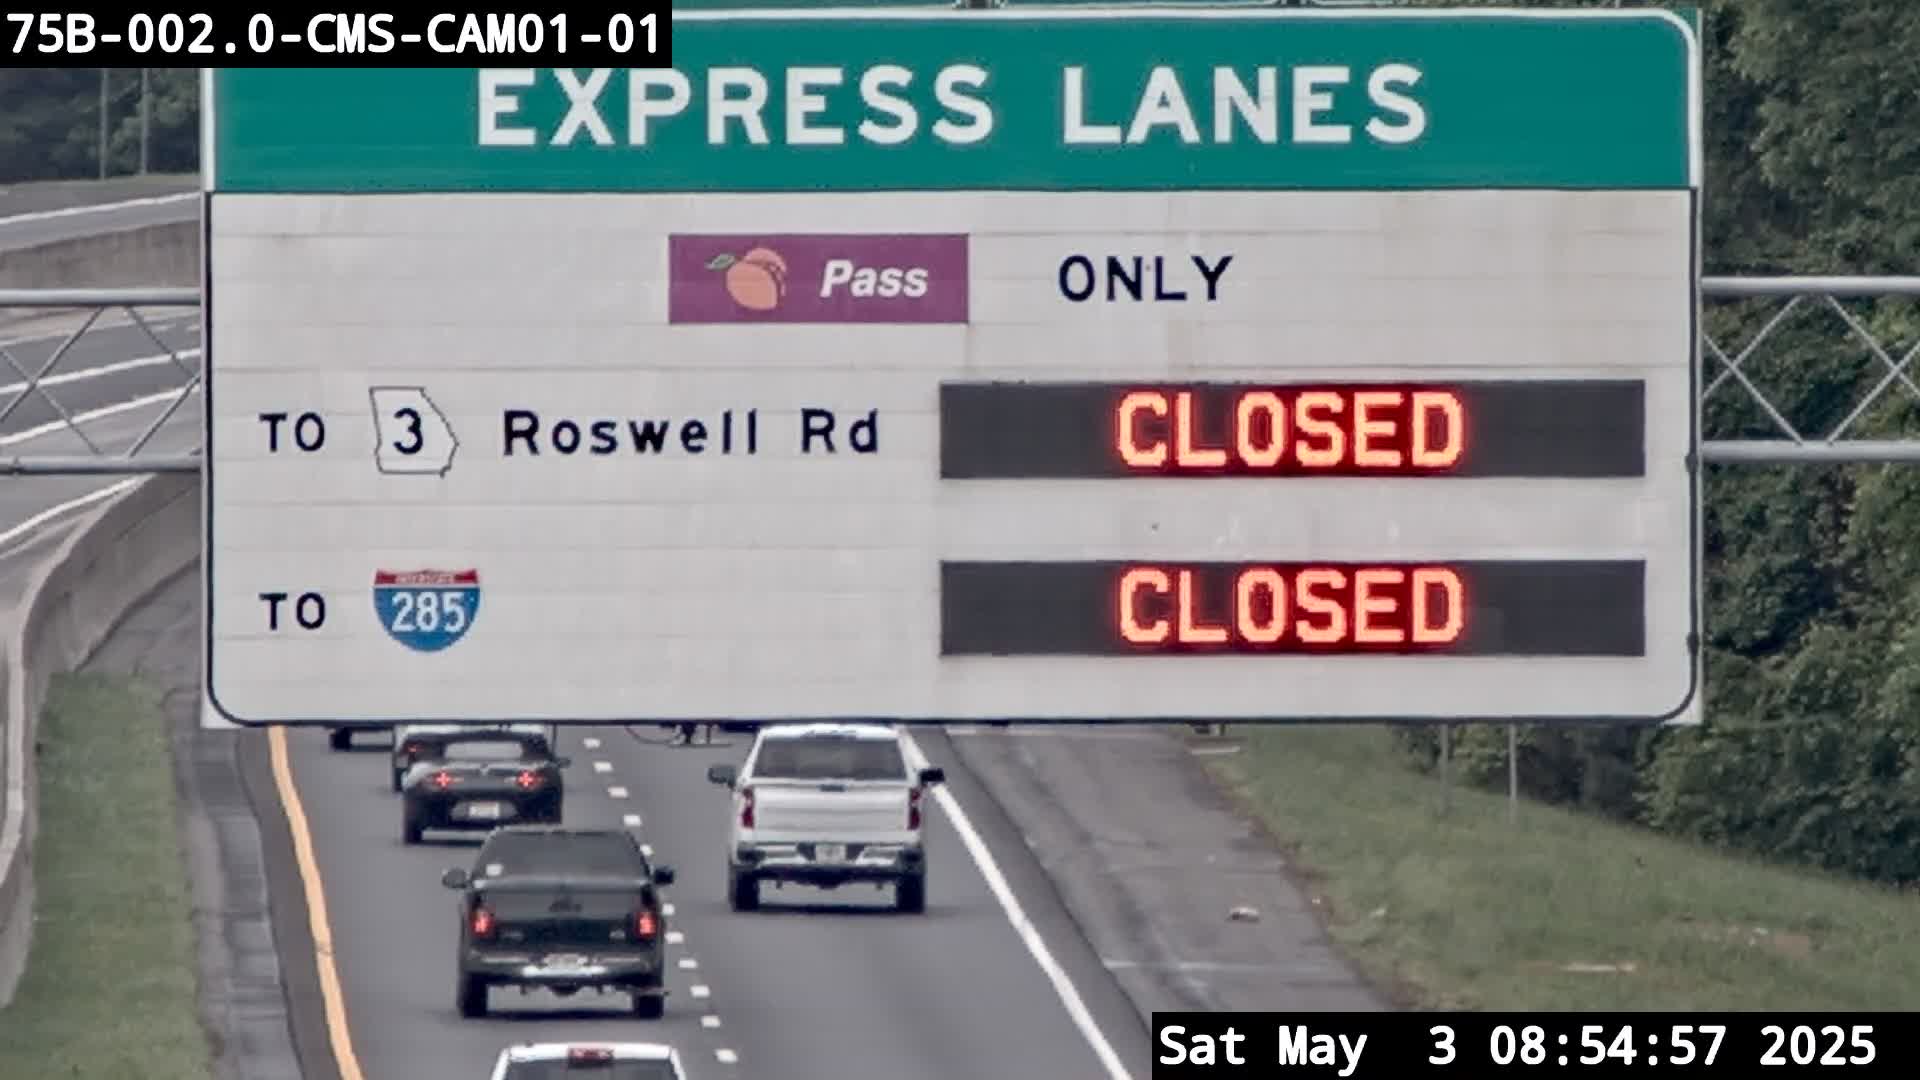 75B-002.0-CMS-CAM01-01
EXPRESS LANES
Pass ONLY
TO 3 Roswell Rd CLOSED
TO 285 CLOSED
Sat May 3 08:54:57 2025